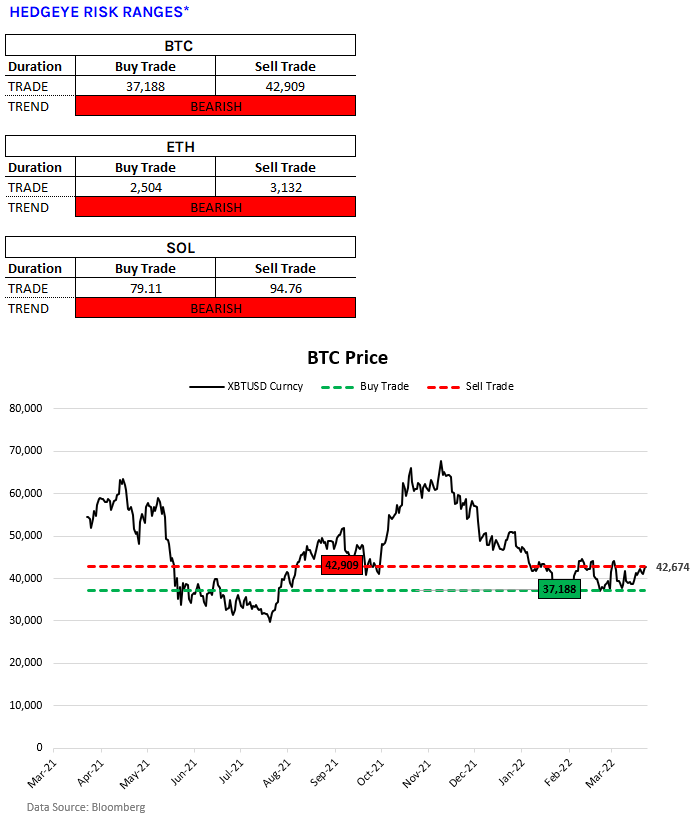 HEDGEYE RISK RANGES*
BTC
Duration Buy Trade Sell Trade
TRADE 37,188 42,909
TREND BEARISH
ETH
Duration Buy Trade Sell Trade
TRADE 2,504 3,132
TREND BEARISH
SOL
Duration Buy Trade Sell Trade
TRADE 79.11 94.76
TREND BEARISH
BTC Price
XBTUSD Curncy Buy Trade Sell Trade
80,000
70,000
60,000
50,000
40,000
30,000
20,000
10,000
0
42,909
42,674
37,188
Mar-21 Apr-21 May-21 Jun-21 Jul-21 Aug-21 Sep-21 Oct-21 Nov-21 Dec-21 Jan-22 Feb-22 Mar-22
Data Source: Bloomberg